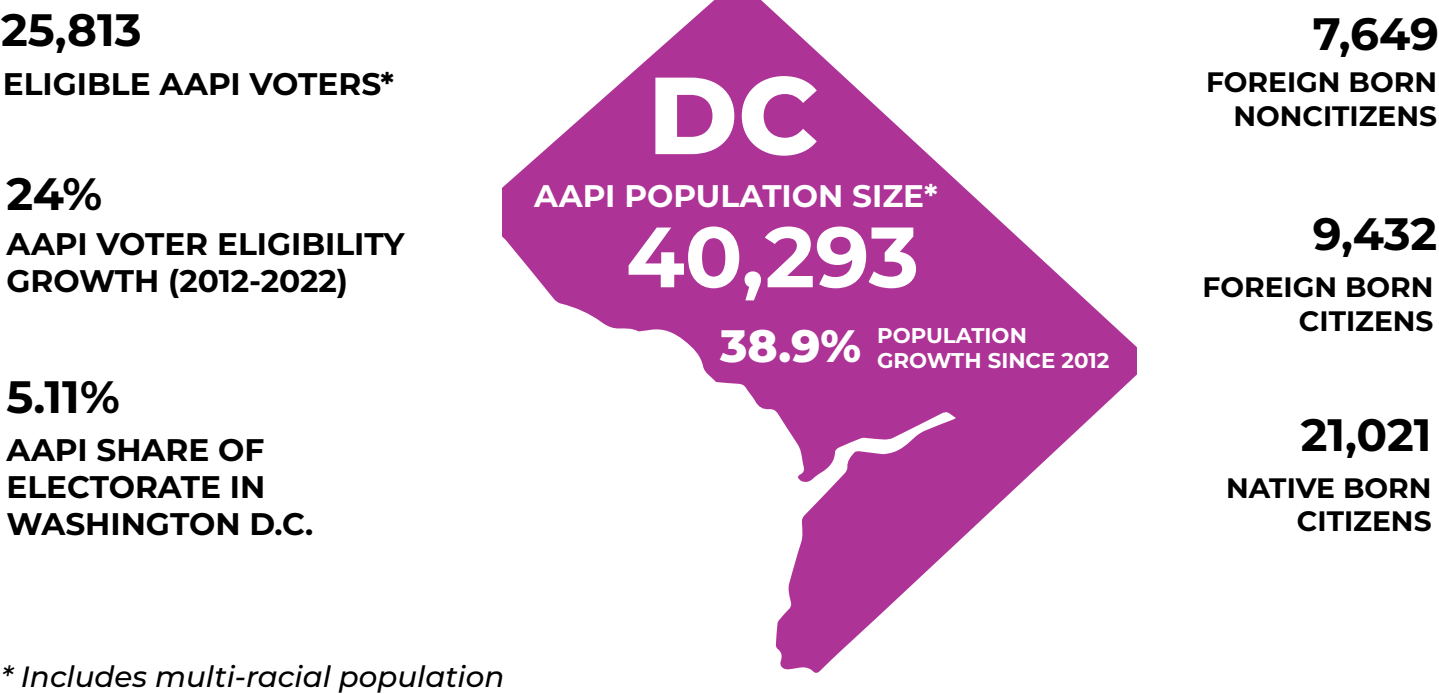 25,813
ELIGIBLE AAPI VOTERS*
24%
AAPI VOTER ELIGIBILITY
GROWTH (2012-2022)
5.11%
AAPI SHARE OF
ELECTORATE IN
WASHINGTON D.C.
DC
AAPI POPULATION SIZE*
40,293
38.9% POPULATION
GROWTH SINCE 2012
7,649
FOREIGN BORN
NONCITIZENS
9,432
FOREIGN BORN
CITIZENS
21,021
NATIVE BORN
CITIZENS
* Includes multi-racial population